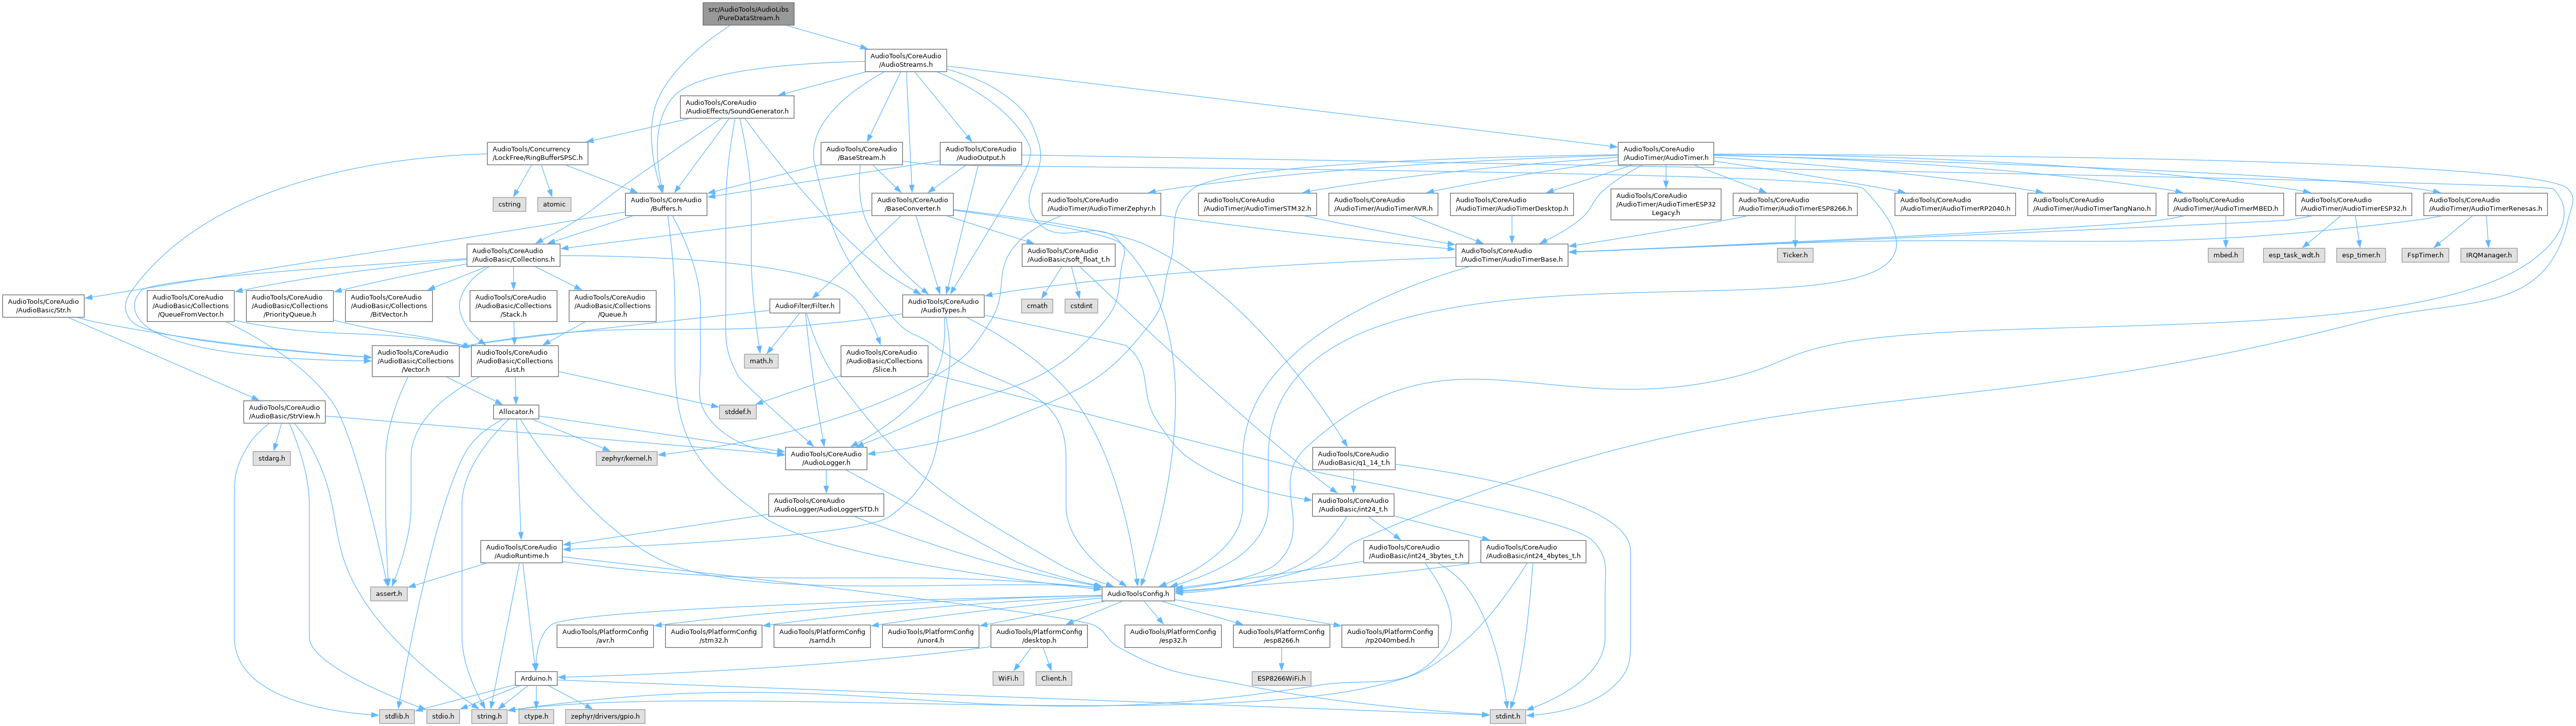 src/AudioTools/AudioLibs
/PureDataStream.h
AudioTools/CoreAudio
/AudioStreams.h
AudioTools/CoreAudio
/AudioEffects/SoundGenerator.h
AudioTools/Concurrency
/LockFree/RingBufferSPSC.h
AudioTools/CoreAudio
/BaseStream.h
AudioTools/CoreAudio
/AudioOutput.h
AudioTools/CoreAudio
/AudioTimer/AudioTimer.h
cstring
atomic
AudioTools/CoreAudio
/Buffers.h
AudioTools/CoreAudio
/BaseConverter.h
AudioTools/CoreAudio
/AudioTimer/AudioTimerZephyr.h
AudioTools/CoreAudio
/AudioTimer/AudioTimerSTM32.h
AudioTools/CoreAudio
/AudioTimer/AudioTimerAVR.h
AudioTools/CoreAudio
/AudioTimer/AudioTimerDesktop.h
AudioTools/CoreAudio
/AudioTimer/AudioTimerESP32
Legacy.h
AudioTools/CoreAudio
/AudioTimer/AudioTimerESP8266.h
AudioTools/CoreAudio
/AudioTimer/AudioTimerRP2040.h
AudioTools/CoreAudio
/AudioTimer/AudioTimerTangNano.h
AudioTools/CoreAudio
/AudioTimer/AudioTimerMBED.h
AudioTools/CoreAudio
/AudioTimer/AudioTimerESP32.h
AudioTools/CoreAudio
/AudioTimer/AudioTimerRenesas.h
AudioTools/CoreAudio
/AudioBasic/Collections.h
AudioTools/CoreAudio
/AudioBasic/soft_float_t.h
AudioTools/CoreAudio
/AudioTimer/AudioTimerBase.h
Ticker.h
mbed.h
esp_task_wdt.h
esp_timer.h
FspTimer.h
IRQManager.h
AudioTools/CoreAudio
/AudioBasic/Str.h
AudioTools/CoreAudio
/AudioBasic/Collections
/QueueFromVector.h
AudioTools/CoreAudio
/AudioBasic/Collections
/PriorityQueue.h
AudioTools/CoreAudio
/AudioBasic/Collections
/BitVector.h
AudioTools/CoreAudio
/AudioBasic/Collections
/Stack.h
AudioTools/CoreAudio
/AudioBasic/Collections
/Queue.h
AudioFilter/Filter.h
AudioTools/CoreAudio
/AudioTypes.h
cmath
cstdint
AudioTools/CoreAudio
/AudioBasic/Collections
/Vector.h
AudioTools/CoreAudio
/AudioBasic/Collections
/List.h
math.h
AudioTools/CoreAudio
/AudioBasic/Collections
/Slice.h
AudioTools/CoreAudio
/AudioBasic/StrView.h
Allocator.h
stddef.h
stdarg.h
zephyr/kernel.h
AudioTools/CoreAudio
/AudioLogger.h
AudioTools/CoreAudio
/AudioBasic/q1_14_t.h
AudioTools/CoreAudio
/AudioLogger/AudioLoggerSTD.h
AudioTools/CoreAudio
/AudioBasic/int24_t.h
AudioTools/CoreAudio
/AudioRuntime.h
AudioTools/CoreAudio
/AudioBasic/int24_3bytes_t.h
AudioTools/CoreAudio
/AudioBasic/int24_4bytes_t.h
assert.h
AudioToolsConfig.h
AudioTools/PlatformConfig
/avr.h
AudioTools/PlatformConfig
/stm32.h
AudioTools/PlatformConfig
/samd.h
AudioTools/PlatformConfig
/unor4.h
AudioTools/PlatformConfig
/desktop.h
AudioTools/PlatformConfig
/esp32.h
AudioTools/PlatformConfig
/esp8266.h
AudioTools/PlatformConfig
/rp2040mbed.h
Arduino.h
WiFi.h
Client.h
ESP8266WiFi.h
stdlib.h
stdio.h
string.h
ctype.h
zephyr/drivers/gpio.h
stdint.h